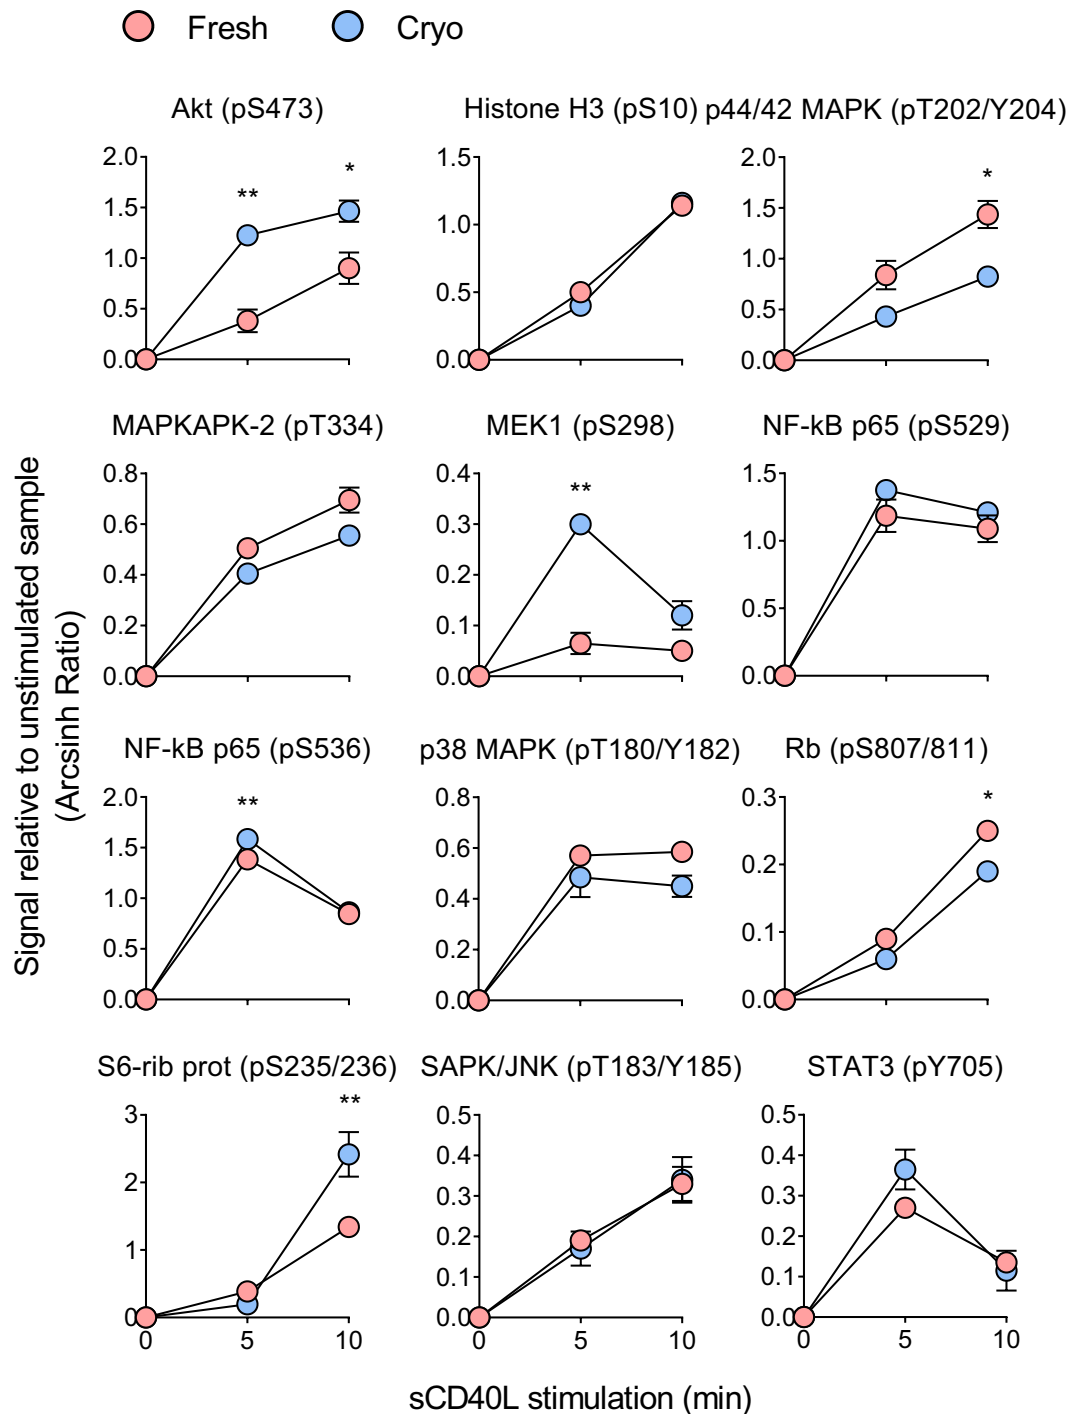 Fresh Cryo
Akt (pS473) Histone H3 (pS10) p44/42 MAPK (pT202/Y204)
2.0 1.5 1.0 0.5 0.0 ** *
1.5 1.0 0.5 0.0
2.0 1.5 1.0 0.5 0.0 *
MAPKAPK-2 (pT334) MEK1 (pS298) NF-kB p65 (pS529)
0.8 0.6 0.4 0.2 0.0
0.4 0.3 0.2 0.1 0.0 **
1.5 1.0 0.5 0.0
Signal relative to unstimulated sample
(Arcsinh Ratio)
NF-kB p65 (pS536) p38 MAPK (pT180/Y182) Rb (pS807/811)
2.0 1.5 1.0 0.5 0.0 **
0.8 0.6 0.4 0.2 0.0
0.3 0.2 0.1 0.0 *
S6-rib prot (pS235/236) SAPK/JNK (pT183/Y185) STAT3 (pY705)
3 2 1 0 **
0.5 0.4 0.3 0.2 0.1 0.0
0.5 0.4 0.3 0.2 0.1 0.0
0 5 10 0 5 10 0 5 10
sCD40L stimulation (min)